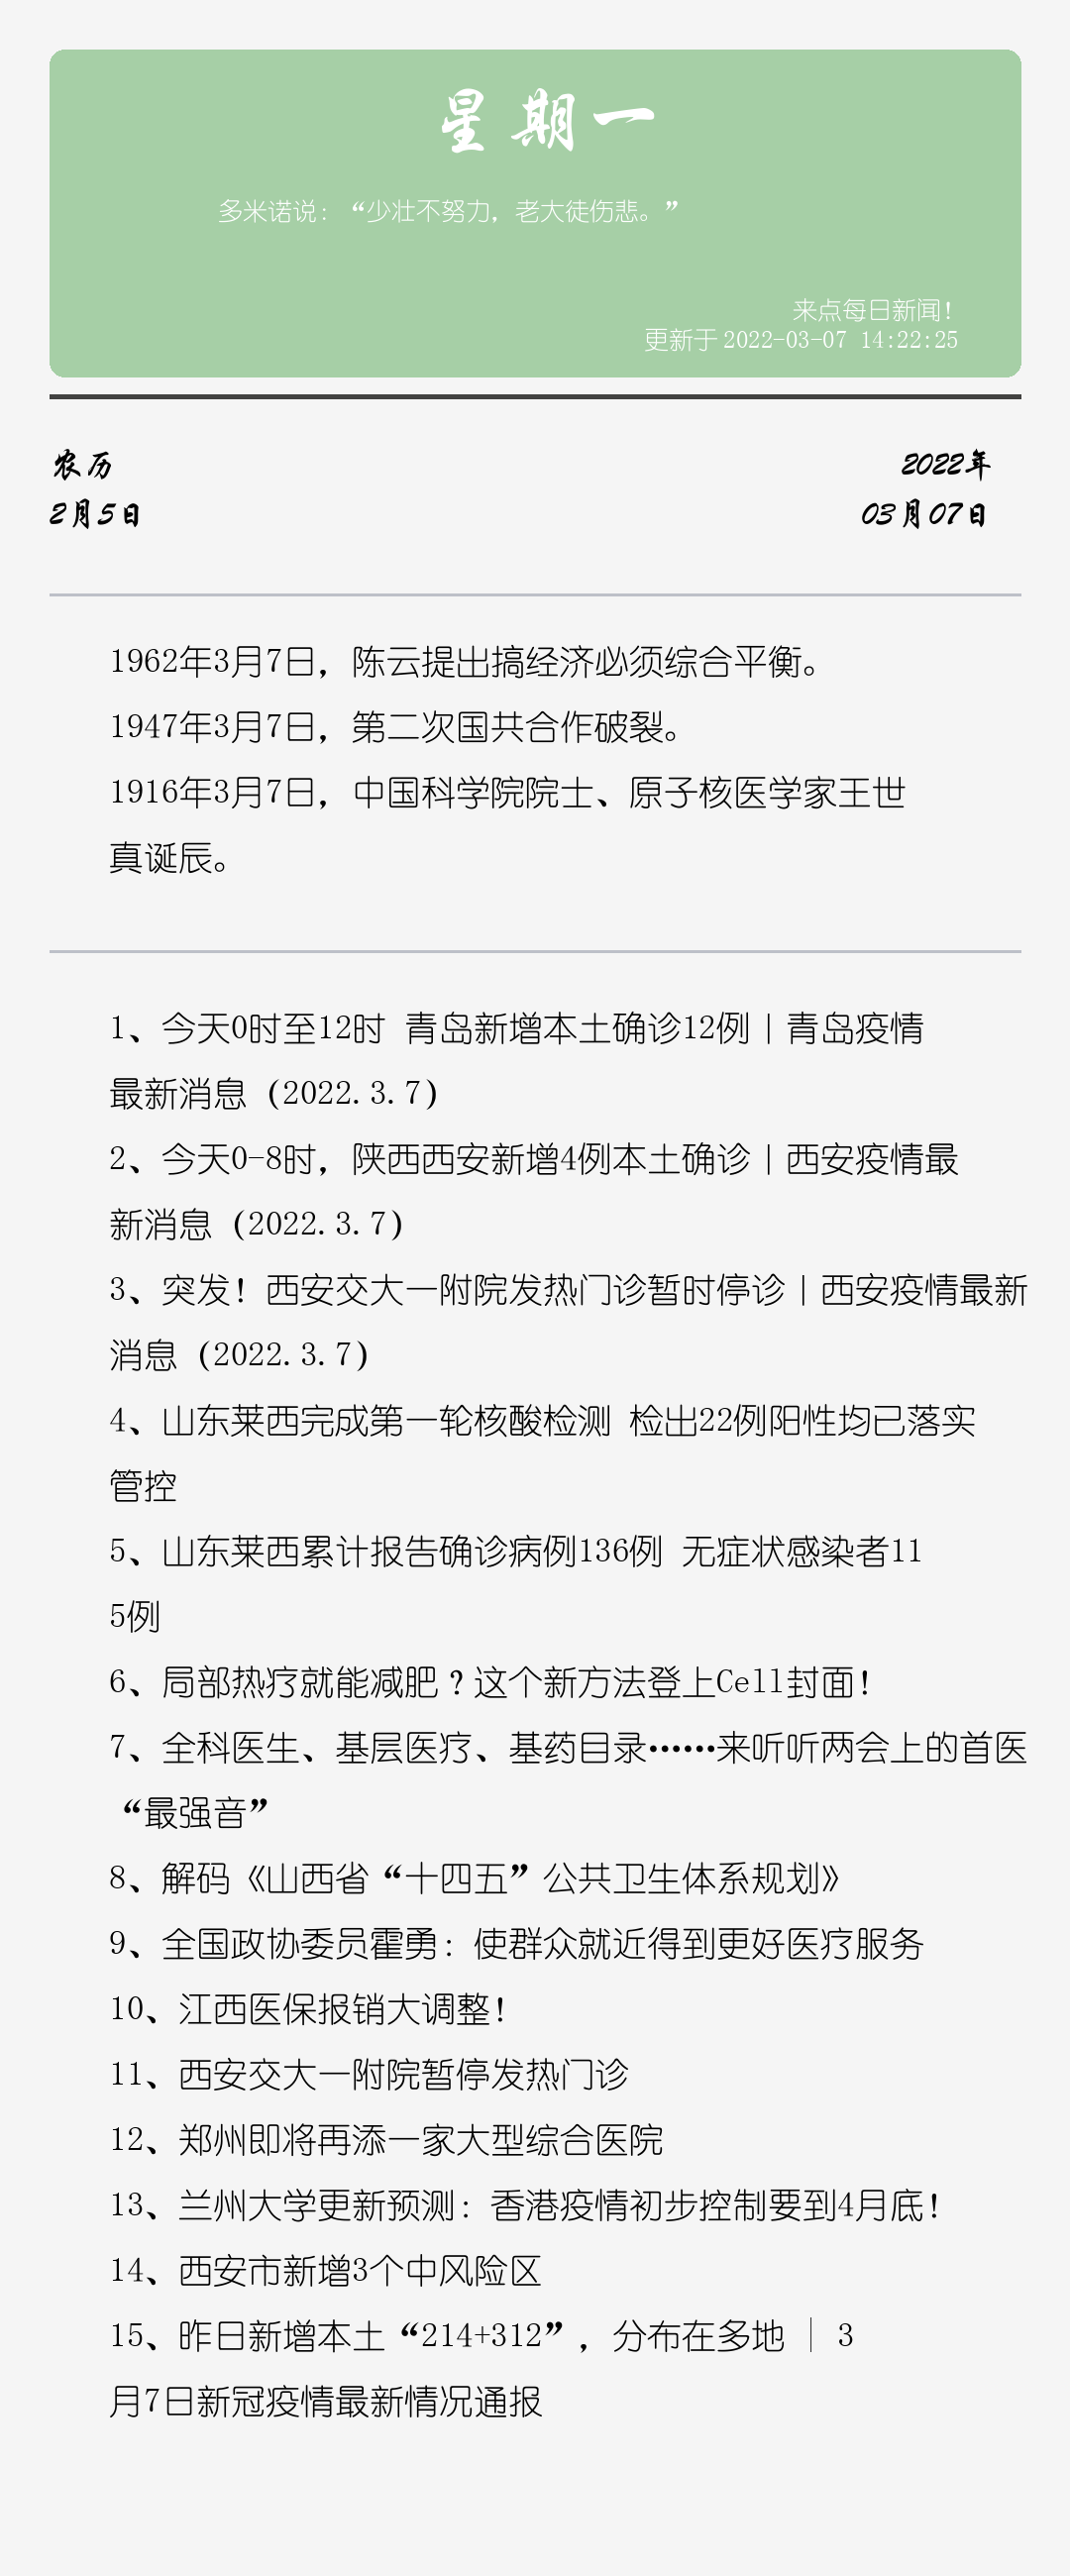 星期一
多米诺说：“少壮不努力，老大徒伤悲。”
来点每日新闻！
更新于 2022-03-07 14:22:25
农历
2022年
2月5日
03月07日
1962年3月7日，陈云提出搞经济必须综合平衡。
1947年3月7日，第二次国共合作破裂。
1916年3月7日，中国科学院院士、原子核医学家王世
真诞辰。
1、今天0时至12时 青岛新增本土确诊12例｜青岛疫情
最新消息（2022.3.7）
2、今天0-8时，陕西西安新增4例本土确诊｜西安疫情最
新消息（2022.3.7）
3、突发！西安交大一附院发热门诊暂时停诊｜西安疫情最新
消息（2022.3.7）
4、山东莱西完成第一轮核酸检测 检出22例阳性均已落实
管控
5、山东莱西累计报告确诊病例136例 无症状感染者11
5例
6、局部热疗就能减肥？这个新方法登上Cell封面！
7、全科医生、基层医疗、基药目录……来听听两会上的首医
“最强音”
8、解码《山西省“十四五”公共卫生体系规划》
9、全国政协委员霍勇：使群众就近得到更好医疗服务
10、江西医保报销大调整！
11、西安交大一附院暂停发热门诊
12、郑州即将再添一家大型综合医院
13、兰州大学更新预测：香港疫情初步控制要到4月底！
14、西安市新增3个中风险区
15、昨日新增本土“214+312”，分布在多地 │ 3
月7日新冠疫情最新情况通报